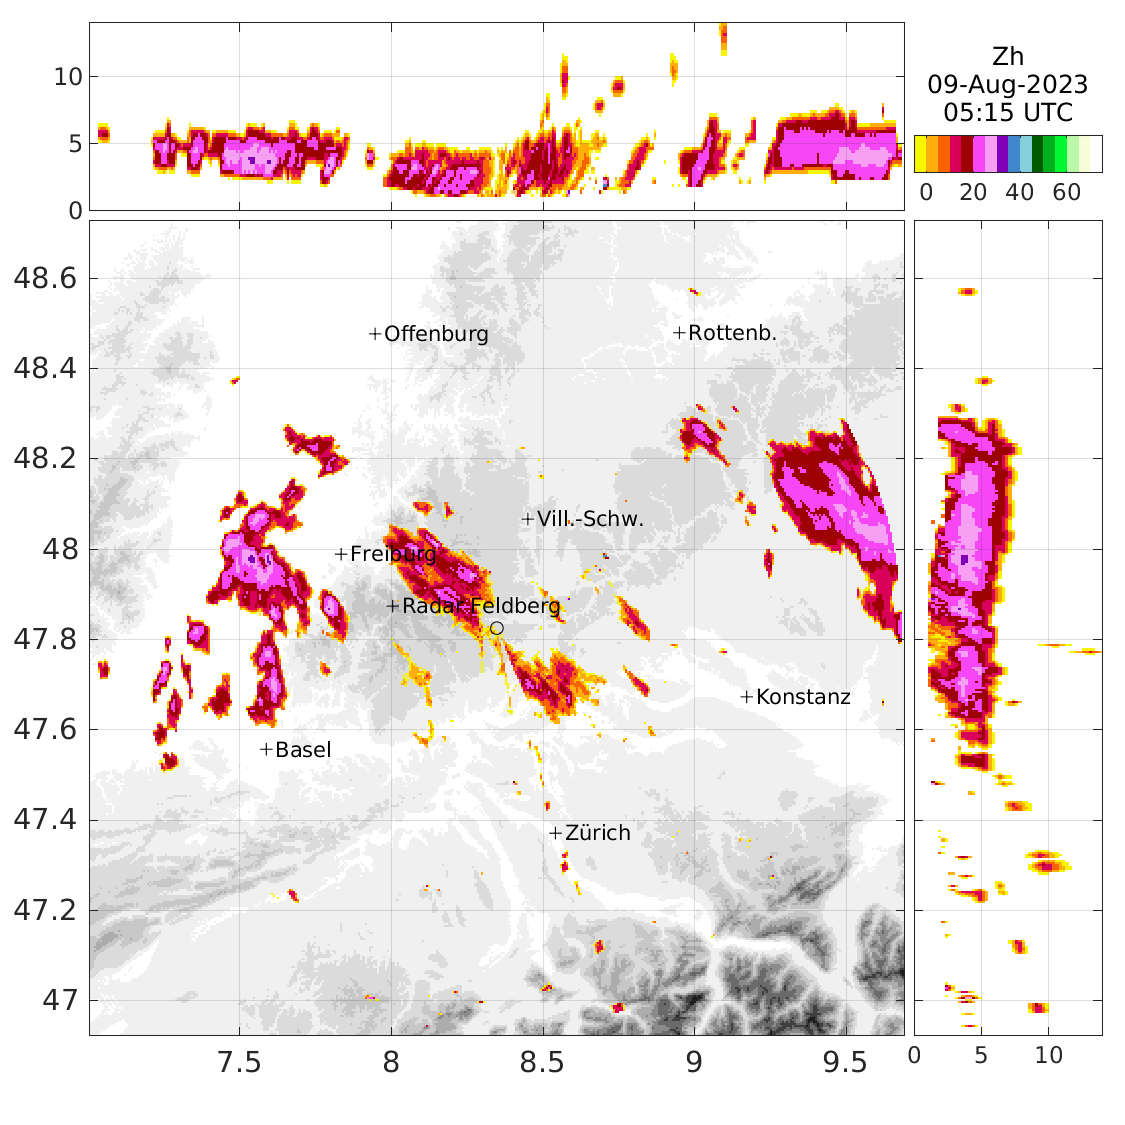 Zh
09-Aug-2023
05:15 UTC
0 20 40 60
10
5
0
48.6
48.4
48.2
48
47.8
47.6
47.4
47.2
47
+Offenburg
+Rottenb.
+Vill.-Schw.
+Freiburg
+Radar Feldberg
+Konstanz
+Basel
+Zürich
7.5 8 8.5 9 9.5
0 5 10